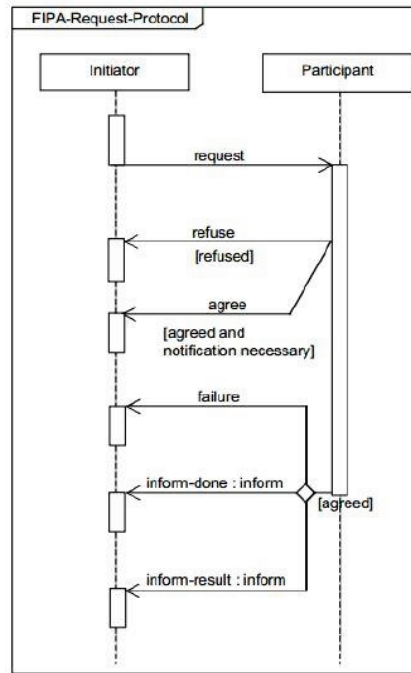 FIPA-Request-Protocol
Initiator
Participant
request
refuse
[refused]
agree
[agreed and
notification necessary]
failure
inform-done : inform
[agreed]
inform-result : inform